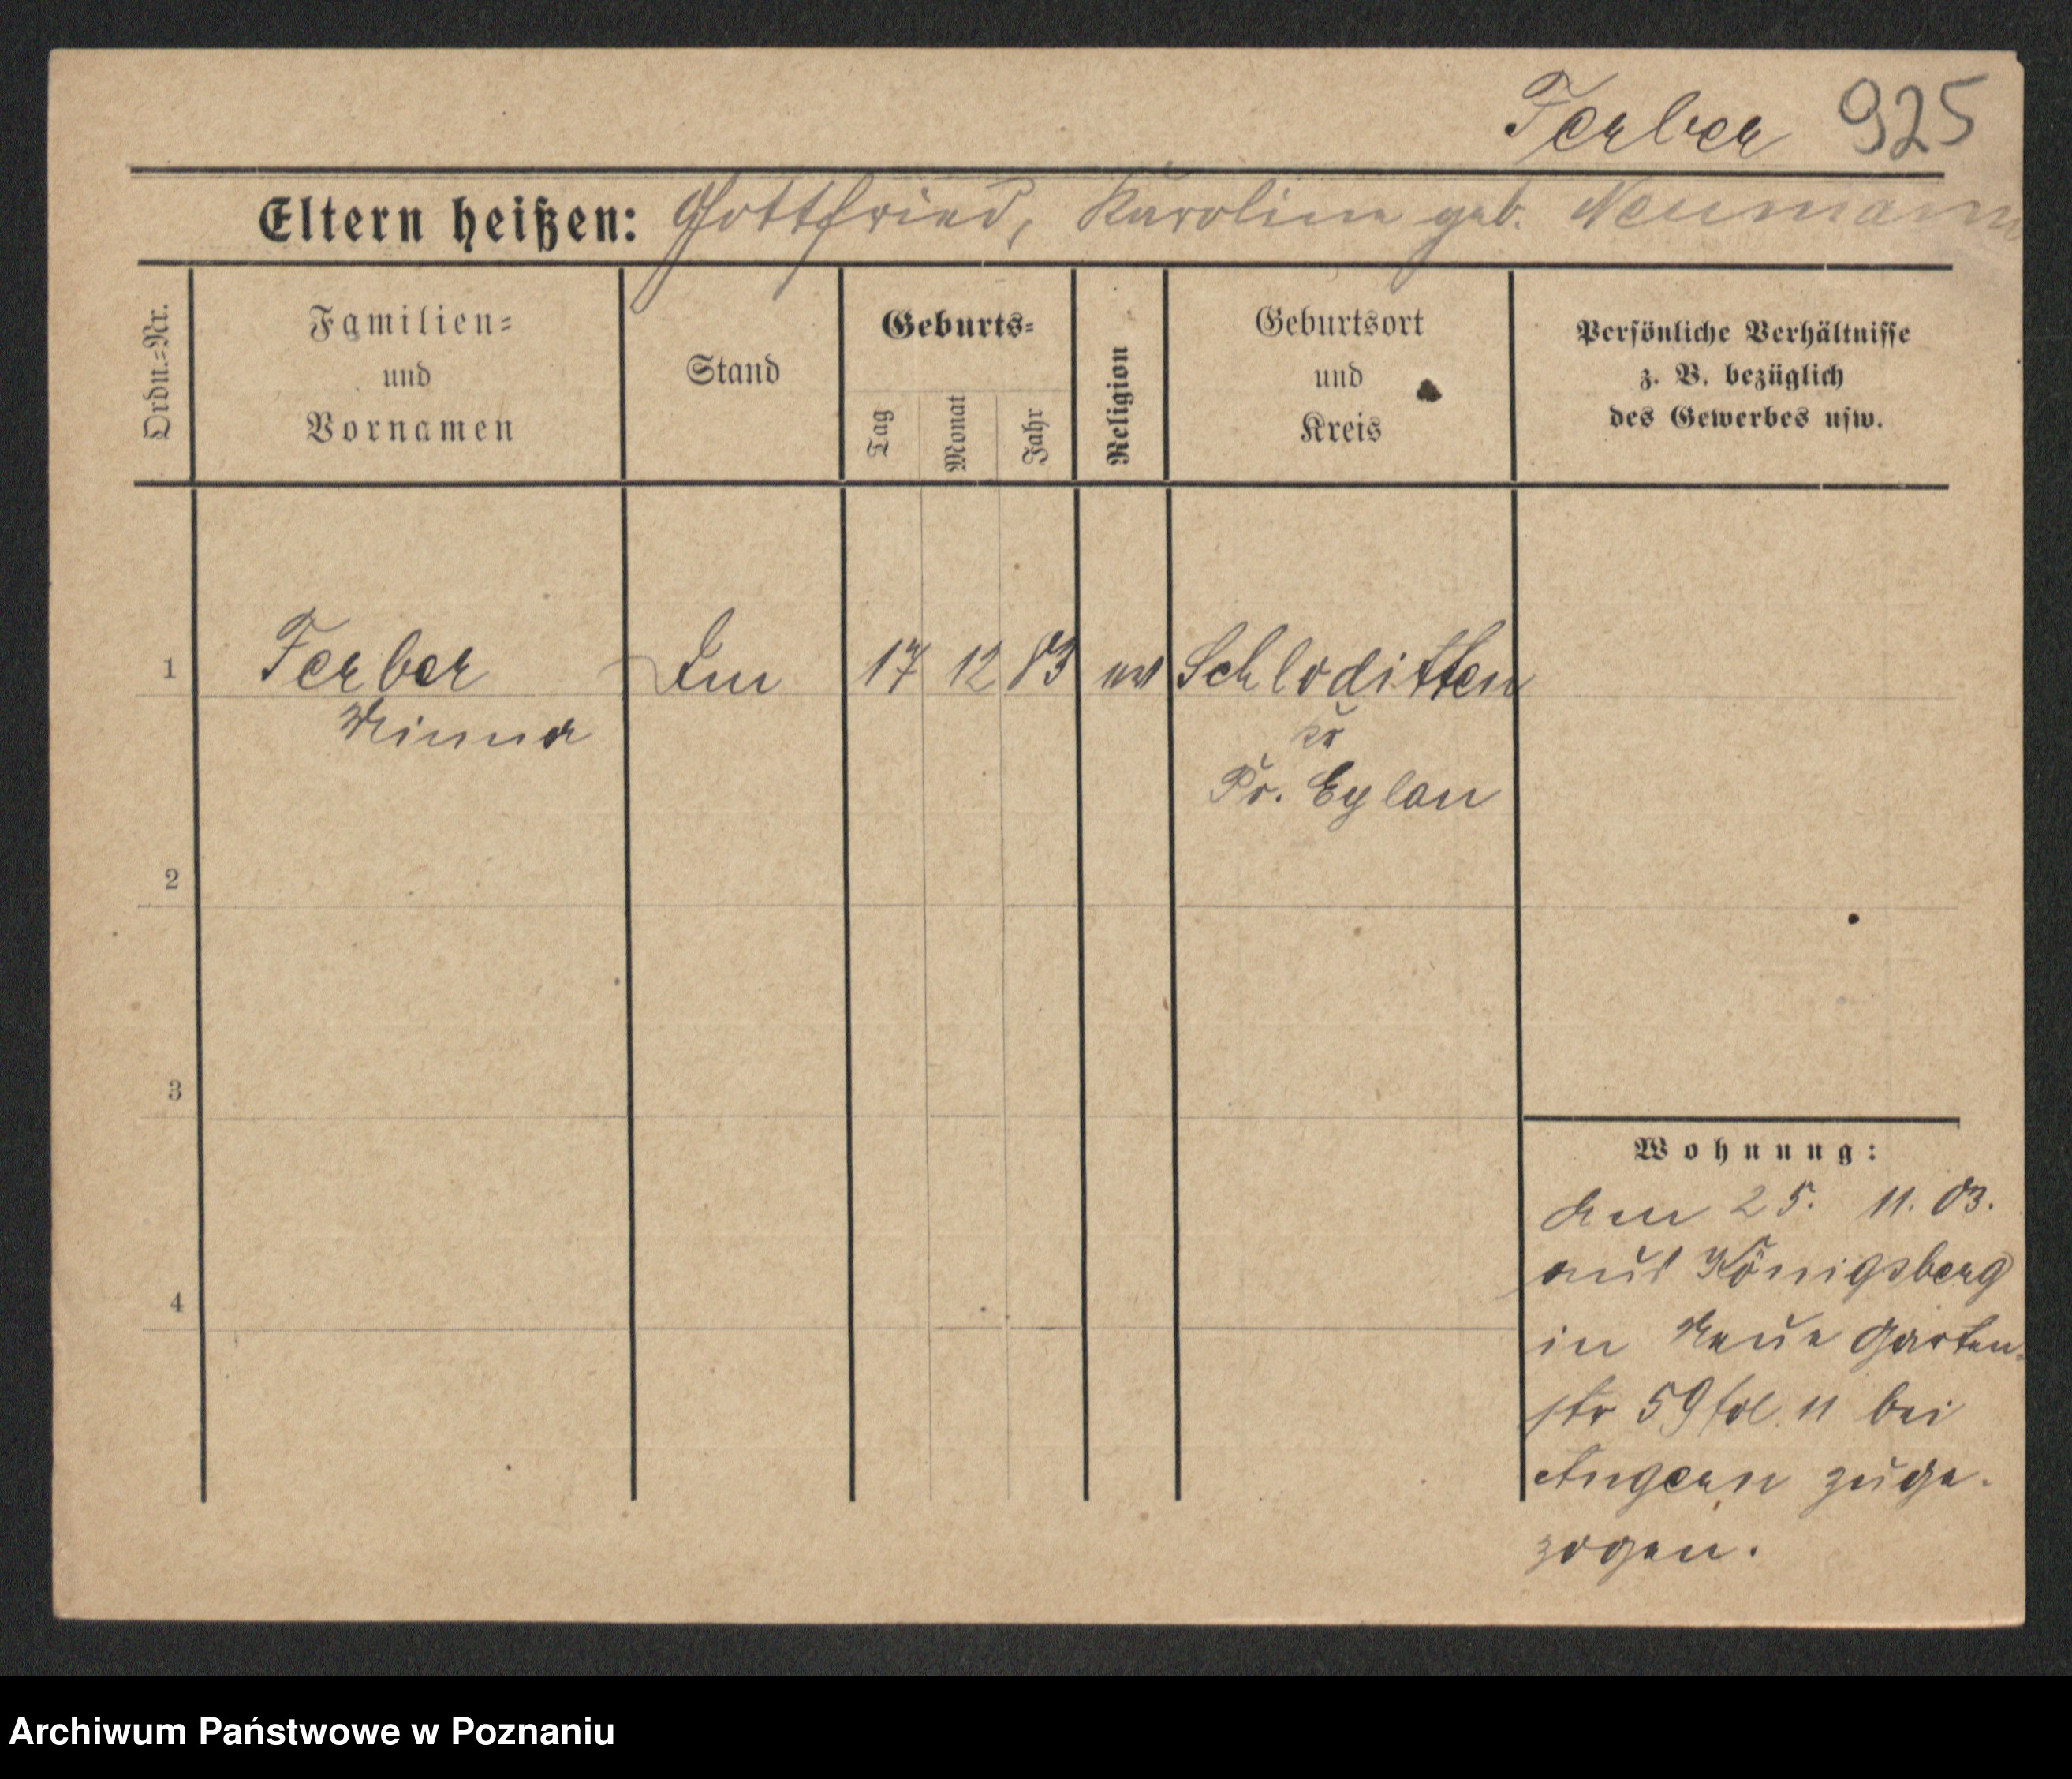 Ferber 925
Eltern heißen: Gottfried, Karoline geb. Neumann
Ordn.-Nr.
Familien-
und
Vornamen
Stand
Geburts-
Tag
Monat
Jahr
Religion
Geburtsort
und
Kreis
Persönliche Verhältnisse
z. B. bezüglich
des Gewerbes usw.
1 Ferber 17 12 83 ev Schloditten
Minna Kr
Pr. Eylau
2
3
4
Wohnung:
Am 25. 11. 03.
aus Königsberg
in Neue Garten-
str 59 bei
Angern zuge-
zogen.
Archiwum Państwowe w Poznaniu